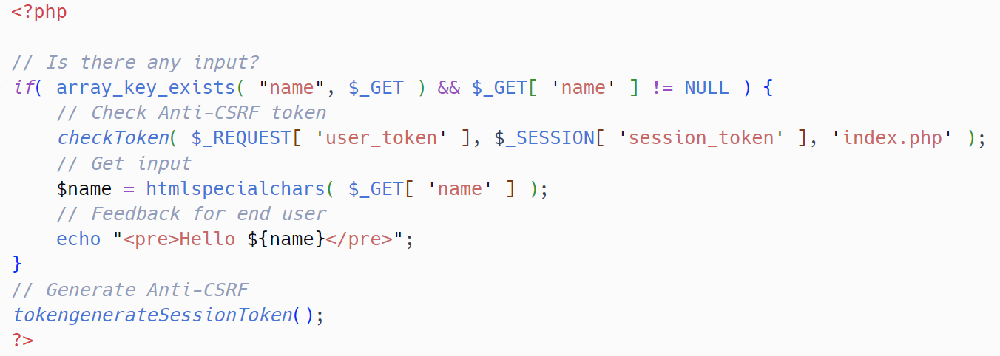 <?php

// Is there any input?
if( array_key_exists( "name", $_GET ) && $_GET[ 'name' ] != NULL ) {
    // Check Anti-CSRF token
    checkToken( $_REQUEST[ 'user_token' ], $_SESSION[ 'session_token' ], 'index.php' );
    // Get input
    $name = htmlspecialchars( $_GET[ 'name' ] );
    // Feedback for end user
    echo "<pre>Hello ${name}</pre>";
}
// Generate Anti-CSRF
tokengenerateSessionToken();
?>